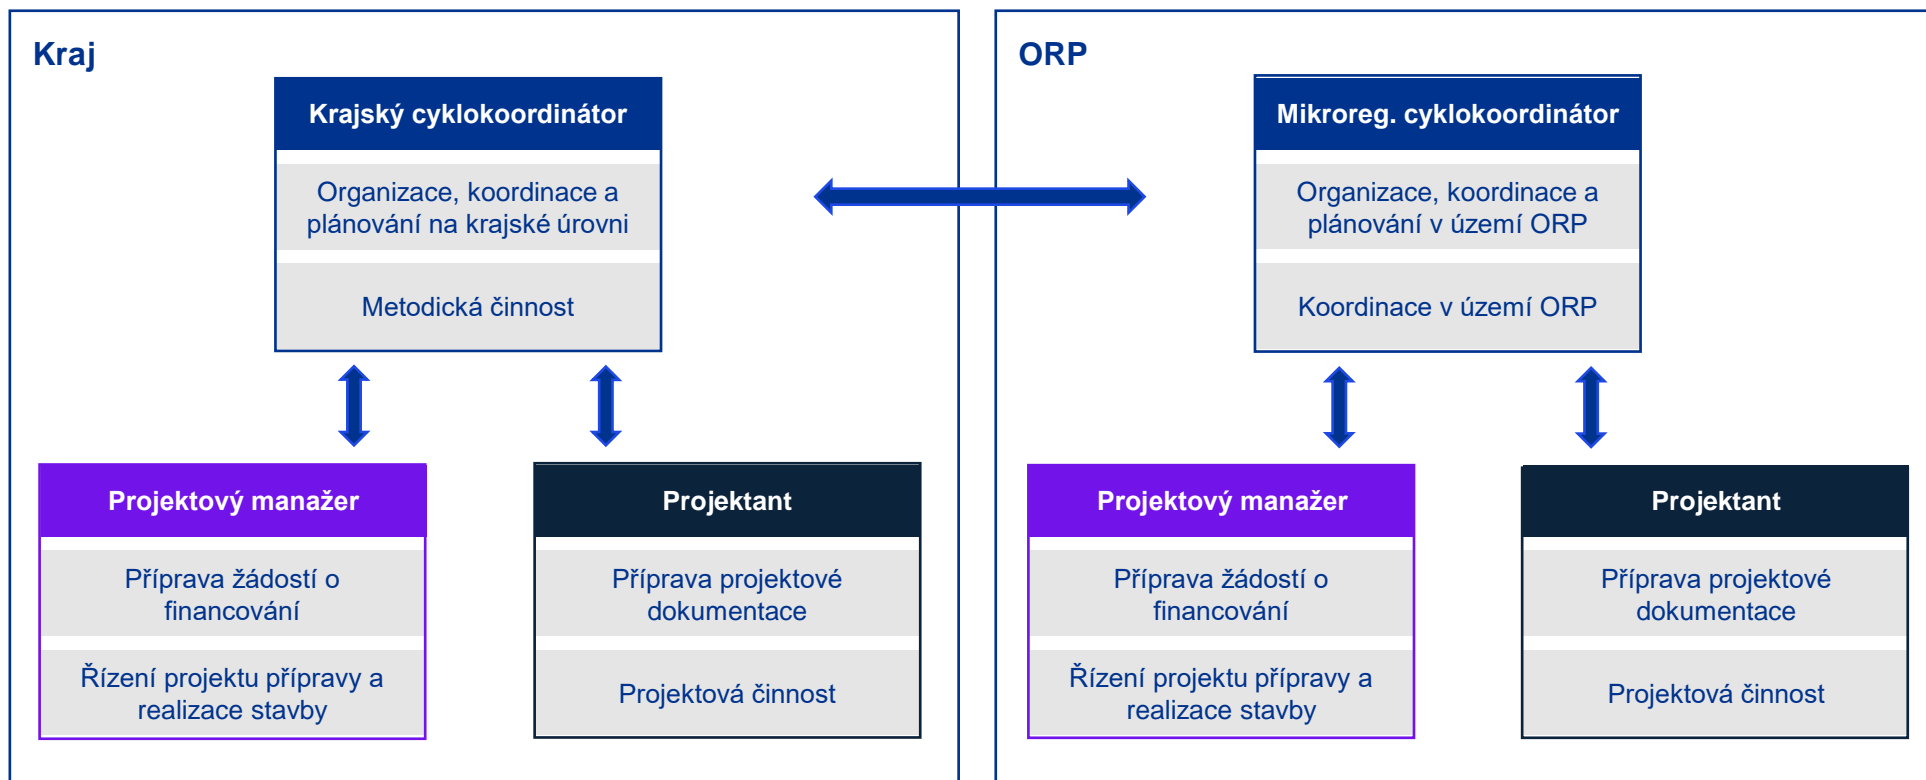 Kraj
Krajský cyklokoordinátor
Organizace, koordinace a
plánování na krajské úrovni
Metodická činnost
Projektový manažer
Příprava žádostí o
financování
Řízení projektu přípravy a
realizace stavby
Projektant
Příprava projektové
dokumentace
Projektová činnost
ORP
Mikroreg. cyklokoordinátor
Organizace, koordinace a
plánování v území ORP
Koordinace v území ORP
Projektový manažer
Příprava žádostí o
financování
Řízení projektu přípravy a
realizace stavby
Projektant
Příprava projektové
dokumentace
Projektová činnost